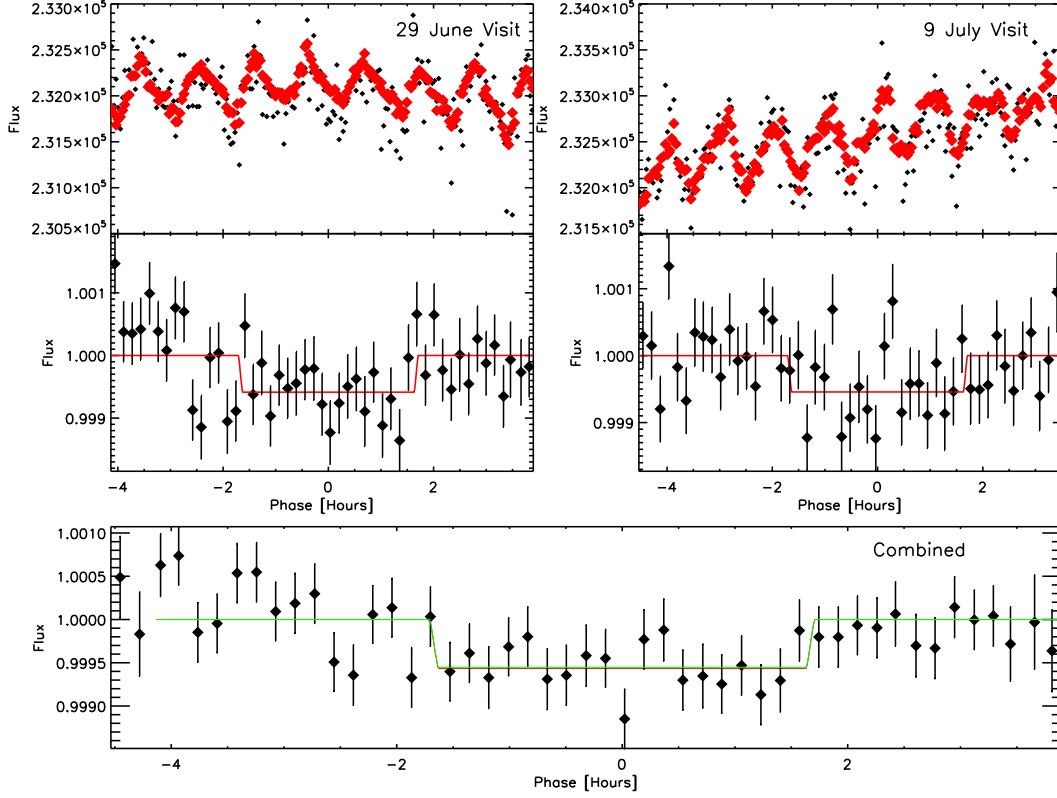 29 June Visit
9 July Visit
2.330×10⁵
2.325×10⁵
2.320×10⁵
2.315×10⁵
2.310×10⁵
2.305×10⁵
Flux
2.340×10⁵
2.335×10⁵
2.330×10⁵
2.325×10⁵
2.320×10⁵
2.315×10⁵
Flux
1.001
1.000
0.999
Flux
-4 -2 0 2
Phase [Hours]
1.001
1.000
0.999
Flux
-4 -2 0 2
Phase [Hours]
Combined
1.0010
1.0005
1.0000
0.9995
0.9990
Flux
-4 -2 0 2
Phase [Hours]